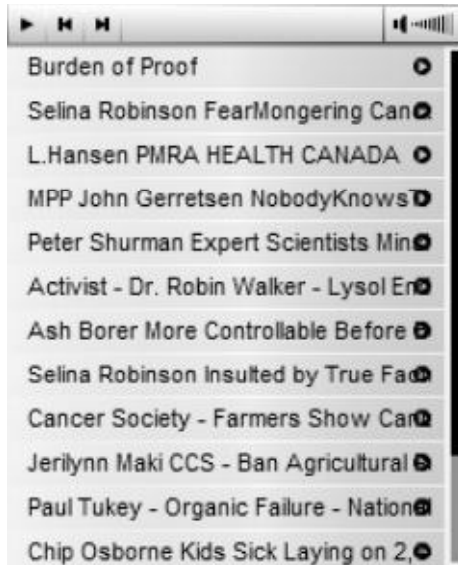 Burden of Proof
Selina Robinson FearMongering Can
L.Hansen PMRA HEALTH CANADA
MPP John Gerretsen NobodyKnows
Peter Shurman Expert Scientists Min
Activist - Dr. Robin Walker - Lysol En
Ash Borer More Controllable Before
Selina Robinson Insulted by True Fac
Cancer Society - Farmers Show Car
Jerilynn Maki CCS - Ban Agricultural
Paul Tukey - Organic Failure - Nation
Chip Osborne Kids Sick Laying on 2,